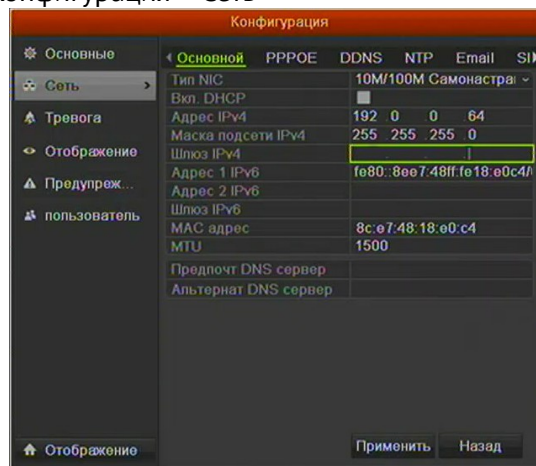 Конфигурация
Основные
Сеть
Тревога
Отображение
Предупреж...
пользователь
Отображение
Основной PPPOE DDNS NTP Email
Тип NIC 10M/100M Самонастраи
Вкл. DHCP
Адрес IPv4 192 .0 .0 .64
Маска подсети IPv4 255 .255 .255 .0
Шлюз IPv4 . . .
Адрес 1 IPv6 fe80::8ee7:48ff:fe18:e0c4/
Адрес 2 IPv6
Шлюз IPv6
MAC адрес 8c:e7:48:18:e0:c4
MTU 1500
Предпочт DNS сервер
Альтернат DNS сервер
Применить Назад